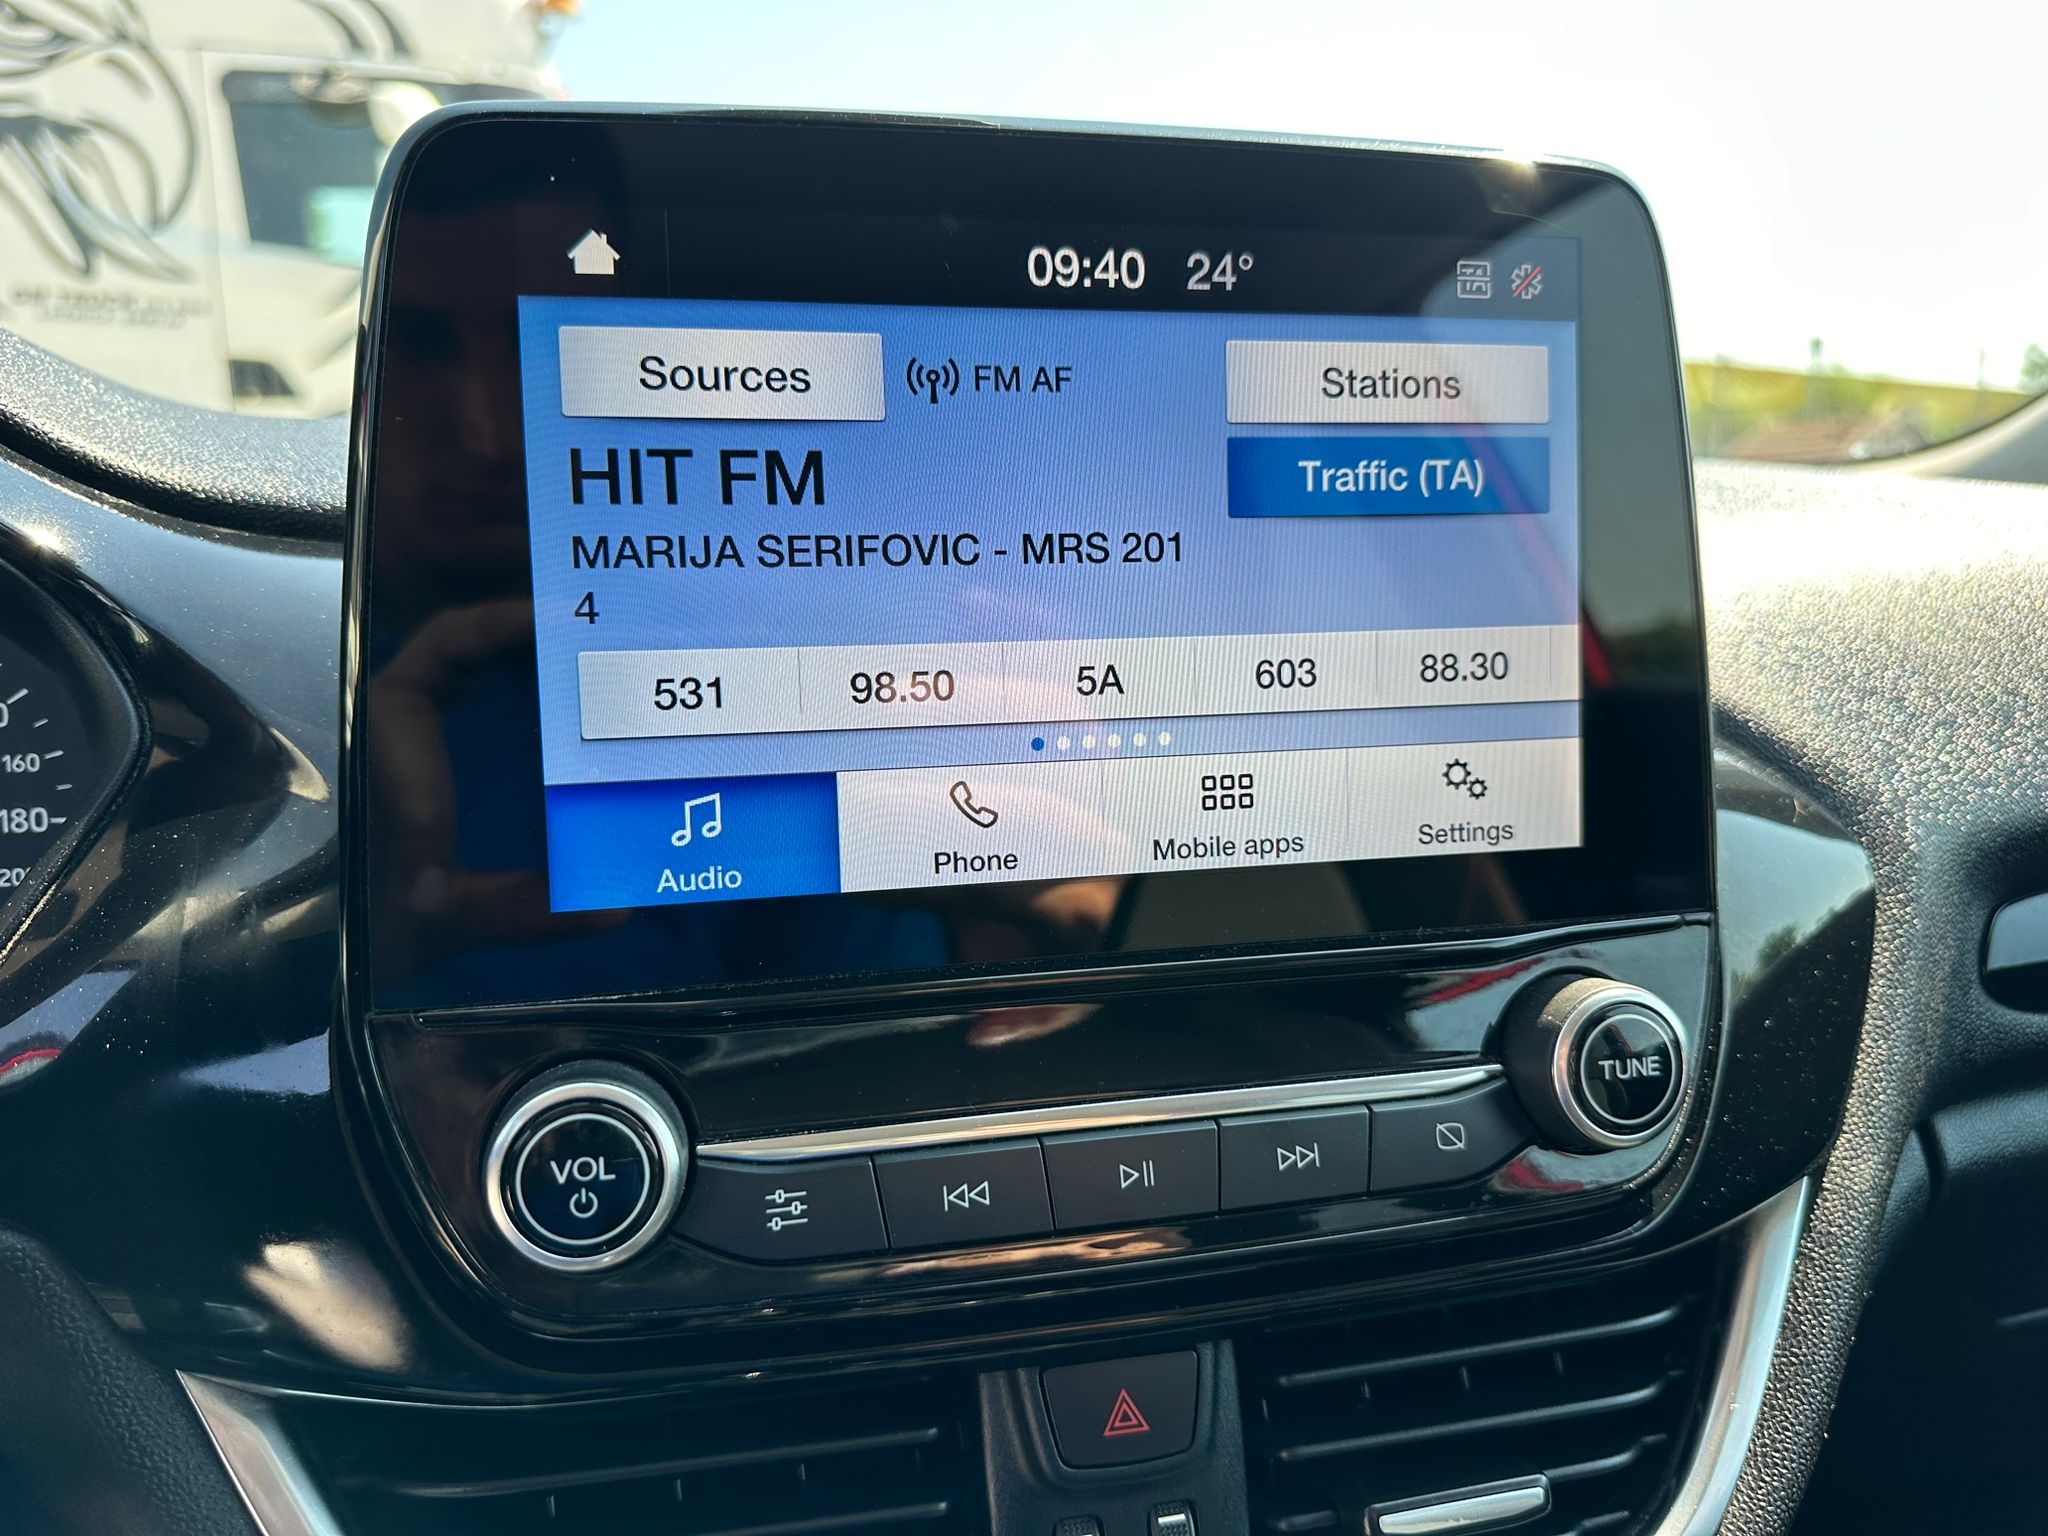 09:40 24°
Sources
FM AF
Stations
HIT FM
Traffic (TA)
MARIJA SERIFOVIC - MRS 201
4
531
98.50
5A
603
88.30
Audio
Phone
Mobile apps
Settings
160
180
VOL
TUNE